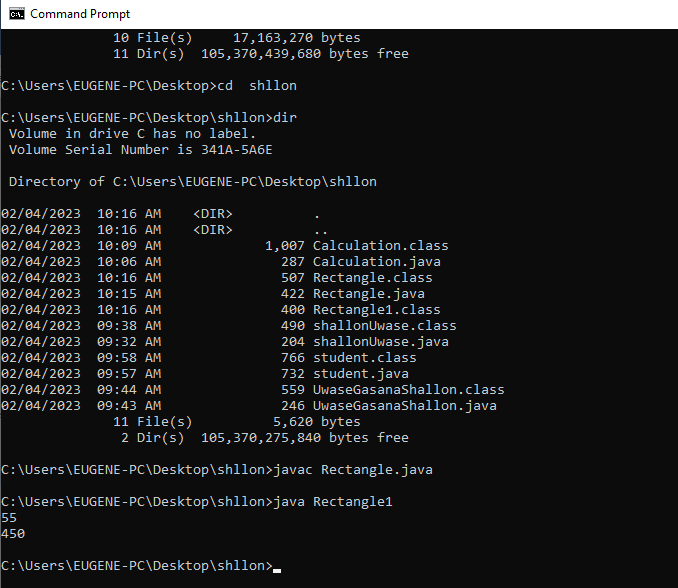 Command Prompt
10 File(s)     17,163,270 bytes
11 Dir(s)  105,370,439,680 bytes free
C:\Users\EUGENE-PC\Desktop>cd  shllon
C:\Users\EUGENE-PC\Desktop\shllon>dir
Volume in drive C has no label.
Volume Serial Number is 341A-5A6E
Directory of C:\Users\EUGENE-PC\Desktop\shllon
02/04/2023  10:16 AM    <DIR>          .
02/04/2023  10:16 AM    <DIR>          ..
02/04/2023  10:09 AM             1,007 Calculation.class
02/04/2023  10:06 AM               287 Calculation.java
02/04/2023  10:16 AM               507 Rectangle.class
02/04/2023  10:15 AM               422 Rectangle.java
02/04/2023  10:16 AM               400 Rectangle1.class
02/04/2023  09:38 AM               490 shallonUwase.class
02/04/2023  09:32 AM               204 shallonUwase.java
02/04/2023  09:58 AM               766 student.class
02/04/2023  09:57 AM               732 student.java
02/04/2023  09:44 AM               559 UwaseGasanaShallon.class
02/04/2023  09:43 AM               246 UwaseGasanaShallon.java
11 File(s)          5,620 bytes
2 Dir(s)  105,370,275,840 bytes free
C:\Users\EUGENE-PC\Desktop\shllon>javac Rectangle.java
C:\Users\EUGENE-PC\Desktop\shllon>java Rectangle1
55
450
C:\Users\EUGENE-PC\Desktop\shllon>